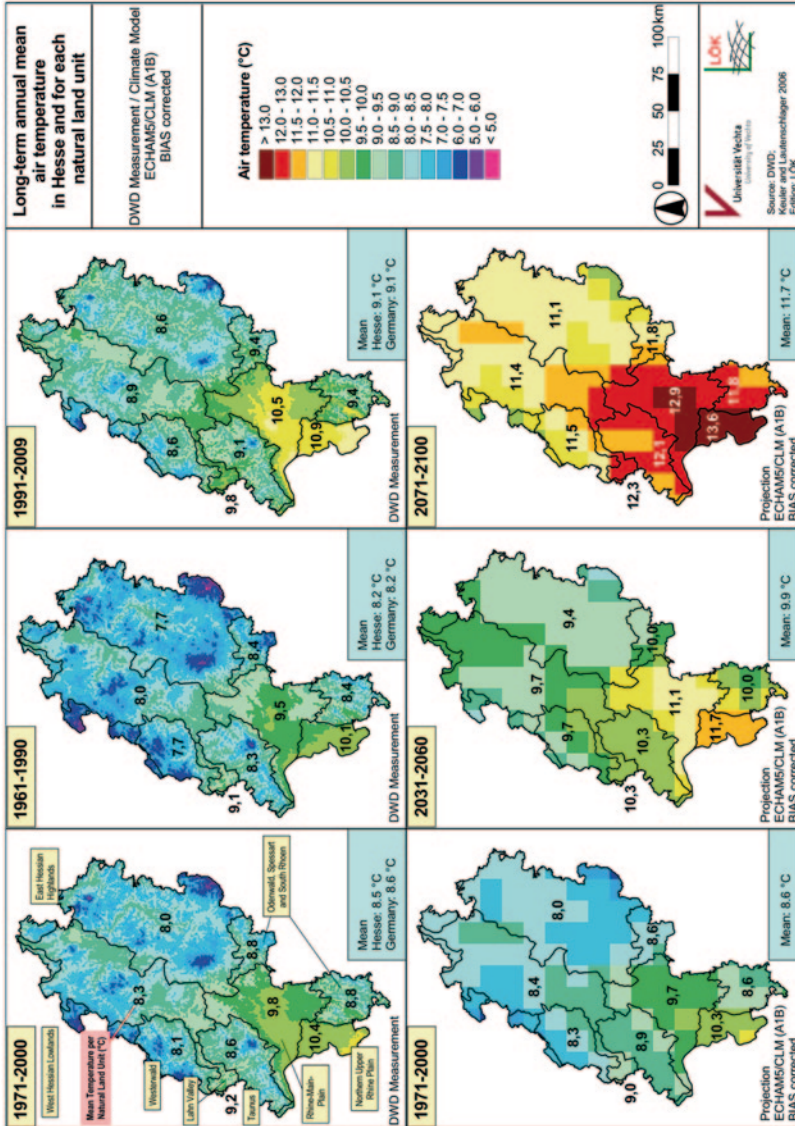 1971-2000
West Hessian Lowlands
East Hessian
Highlands
Mean Temperature per
Natural Land Unit (°C)
Westerwald
Lahn Valley
Taunus
Rhine-Main-
Plain
Northern Upper
Rhine Plain
Odenwald, Spessart
and South Rhoen
8,3
8,0
8,1
9,2
8,6
8,8
9,8
10,4
8,8
DWD Measurement
Mean
Hesse: 8.5 °C
Germany: 8.6 °C
1961-1990
8,0
7,7
7,7
9,1
8,3
8,4
9,5
10,1
8,4
DWD Measurement
Mean
Hesse: 8.2 °C
Germany: 8.2 °C
1991-2009
8,9
8,6
8,6
9,8
9,1
9,4
10,5
10,9
9,4
DWD Measurement
Mean
Hesse: 9.1 °C
Germany: 9.1 °C
Long-term annual mean
air temperature
in Hesse and for each
natural land unit
DWD Measurement / Climate Model
ECHAM5/CLM (A1B)
BIAS corrected
Air temperature (°C)
> 13.0
12.0 - 13.0
11.5 - 12.0
11.0 - 11.5
10.5 - 11.0
10.0 - 10.5
9.5 - 10.0
9.0 - 9.5
8.5 - 9.0
8.0 - 8.5
7.5 - 8.0
7.0 - 7.5
6.0 - 7.0
5.0 - 6.0
< 5.0
1971-2000
8,4
8,0
8,3
9,0
8,9
8,6
9,7
10,3
8,6
Projection
ECHAM5/CLM (A1B)
BIAS corrected
Mean: 8.6 °C
2031-2060
9,7
9,4
9,7
10,3
10,3
10,0
11,1
11,7
10,0
Projection
ECHAM5/CLM (A1B)
BIAS corrected
Mean: 9.9 °C
2071-2100
11,4
11,1
11,5
12,3
12,1
11,8
12,9
13,6
11,8
Projection
ECHAM5/CLM (A1B)
BIAS corrected
Mean: 11.7 °C
0 25 50 75 100 km
Universität Vechta
University of Vechta
LÖK
Source: DWD;
Keuler and Lautenschlager 2006
Edition: LÖK